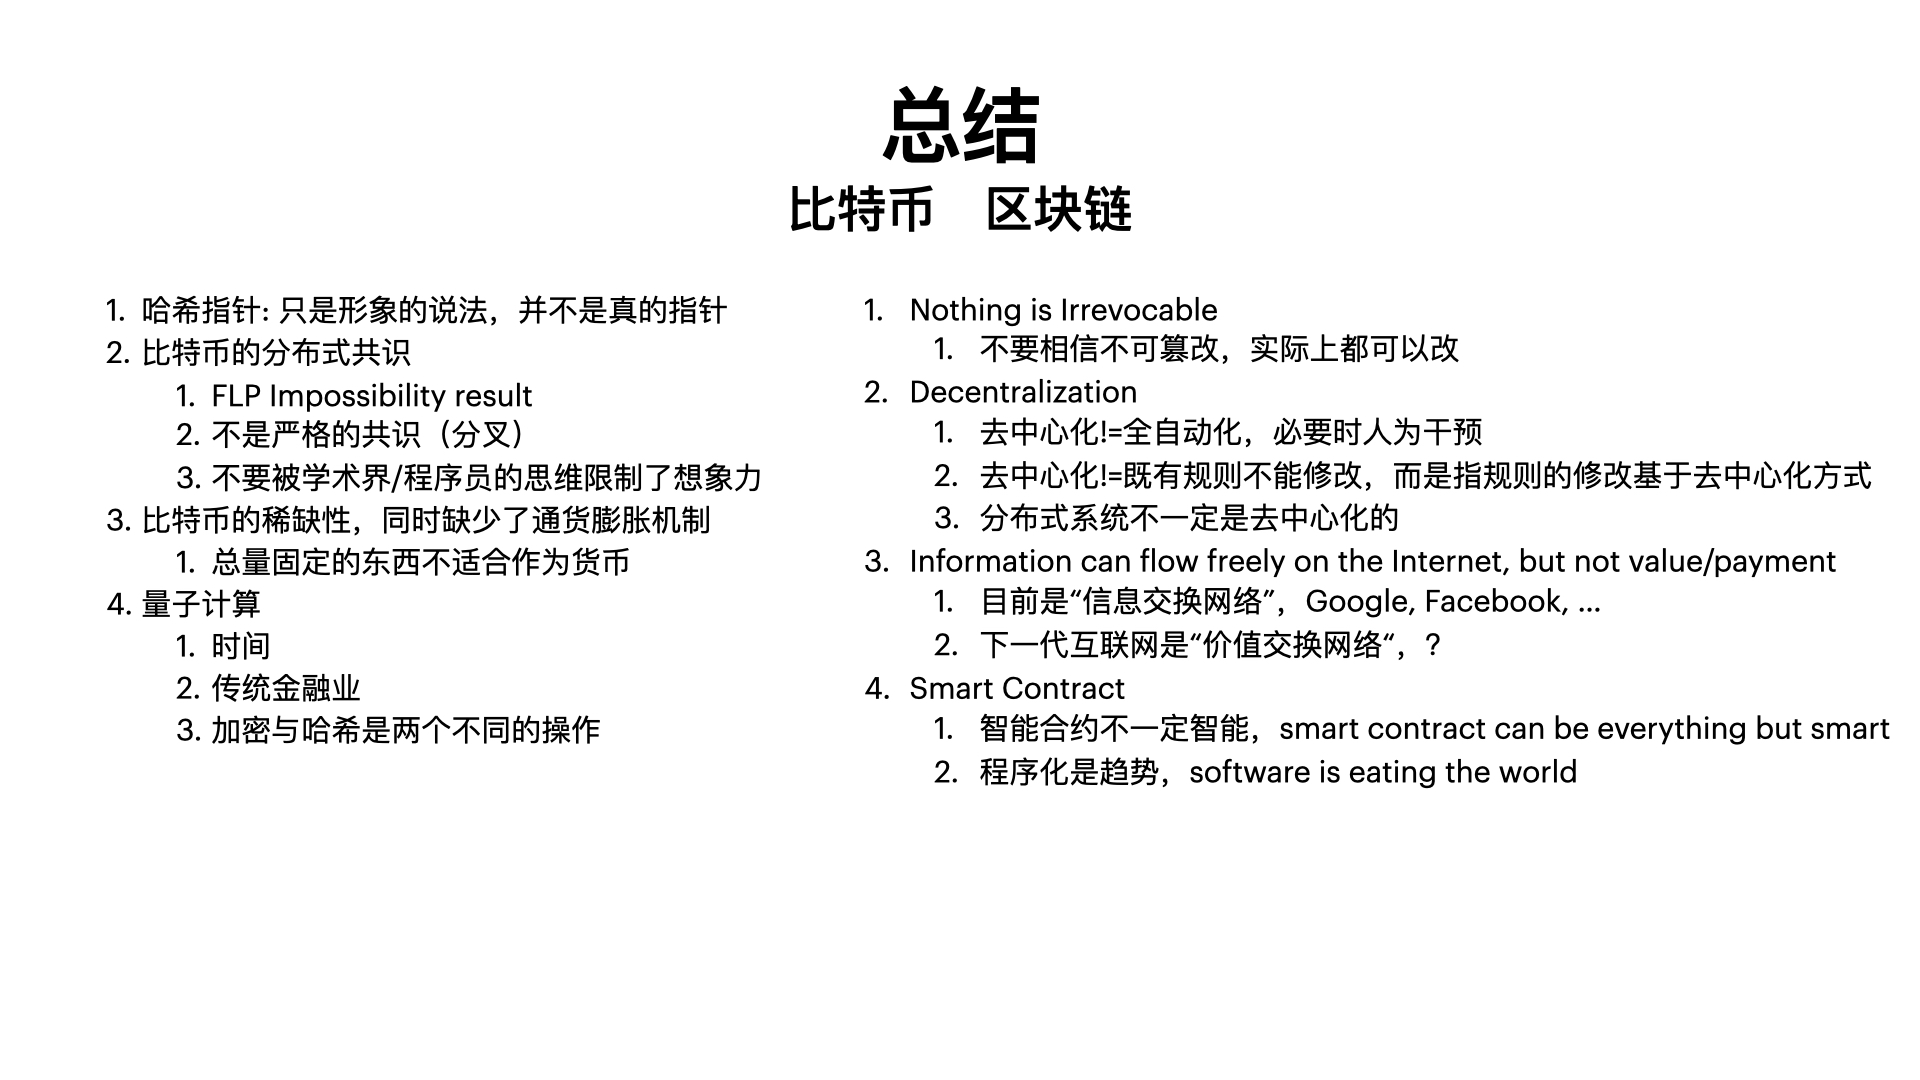 总结
比特币 区块链
1. 哈希指针: 只是形象的说法，并不是真的指针
2. 比特币的分布式共识
1. FLP Impossibility result
2. 不是严格的共识（分叉）
3. 不要被学术界/程序员的思维限制了想象力
3. 比特币的稀缺性，同时缺少了通货膨胀机制
1. 总量固定的东西不适合作为货币
4. 量子计算
1. 时间
2. 传统金融业
3. 加密与哈希是两个不同的操作
1. Nothing is Irrevocable
1. 不要相信不可篡改，实际上都可以改
2. Decentralization
1. 去中心化!=全自动化，必要时人为干预
2. 去中心化!=既有规则不能修改，而是指规则的修改基于去中心化方式
3. 分布式系统不一定是去中心化的
3. Information can flow freely on the Internet, but not value/payment
1. 目前是“信息交换网络”，Google, Facebook, ...
2. 下一代互联网是“价值交换网络“，?
4. Smart Contract
1. 智能合约不一定智能，smart contract can be everything but smart
2. 程序化是趋势，software is eating the world